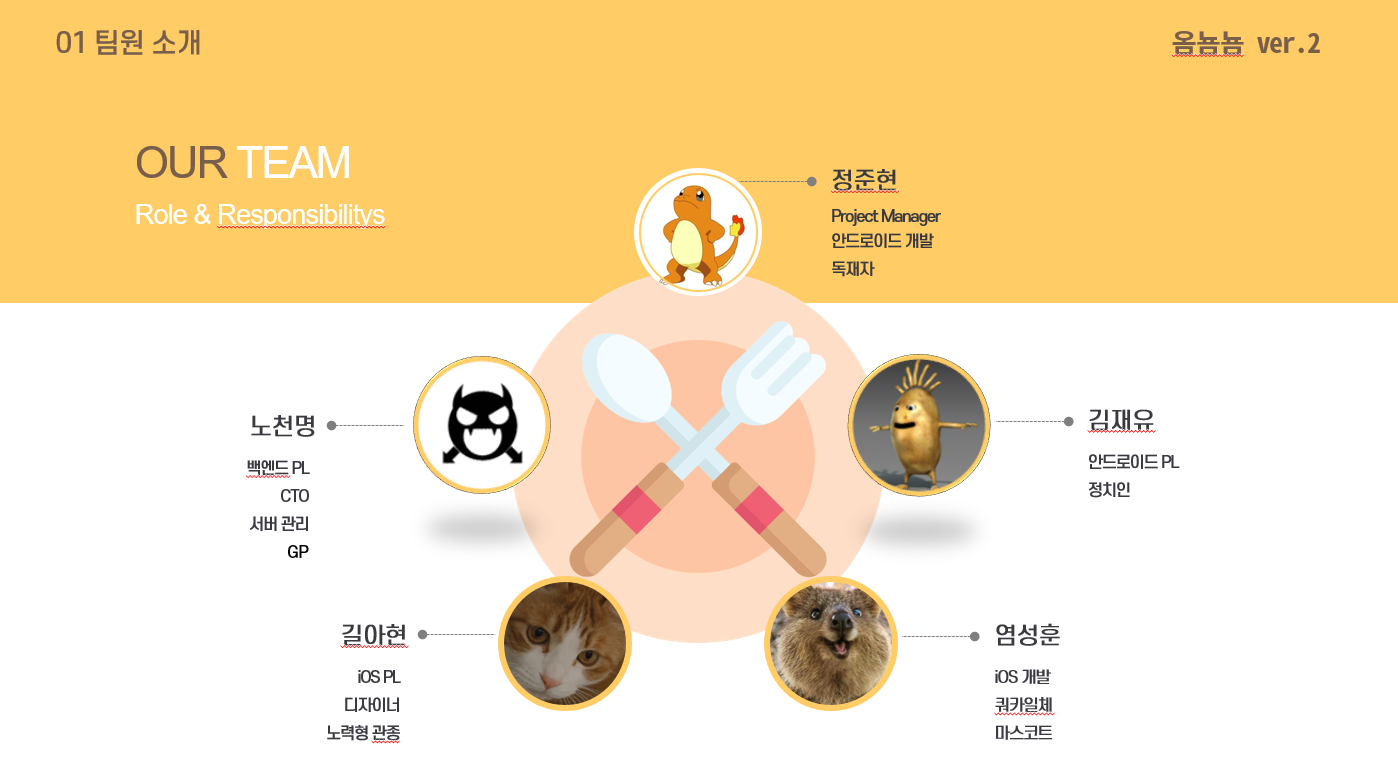 01 팀원 소개
옴뇸뇸 ver.2
OUR TEAM
Role & Responsibilitys
정준현
Project Manager
안드로이드 개발
독재자
노천명
백엔드 PL
CTO
서버 관리
GP
김재유
안드로이드 PL
정치인
길아현
iOS PL
디자이너
노력형 관종
염성훈
iOS 개발
쿼카일체
마스코트